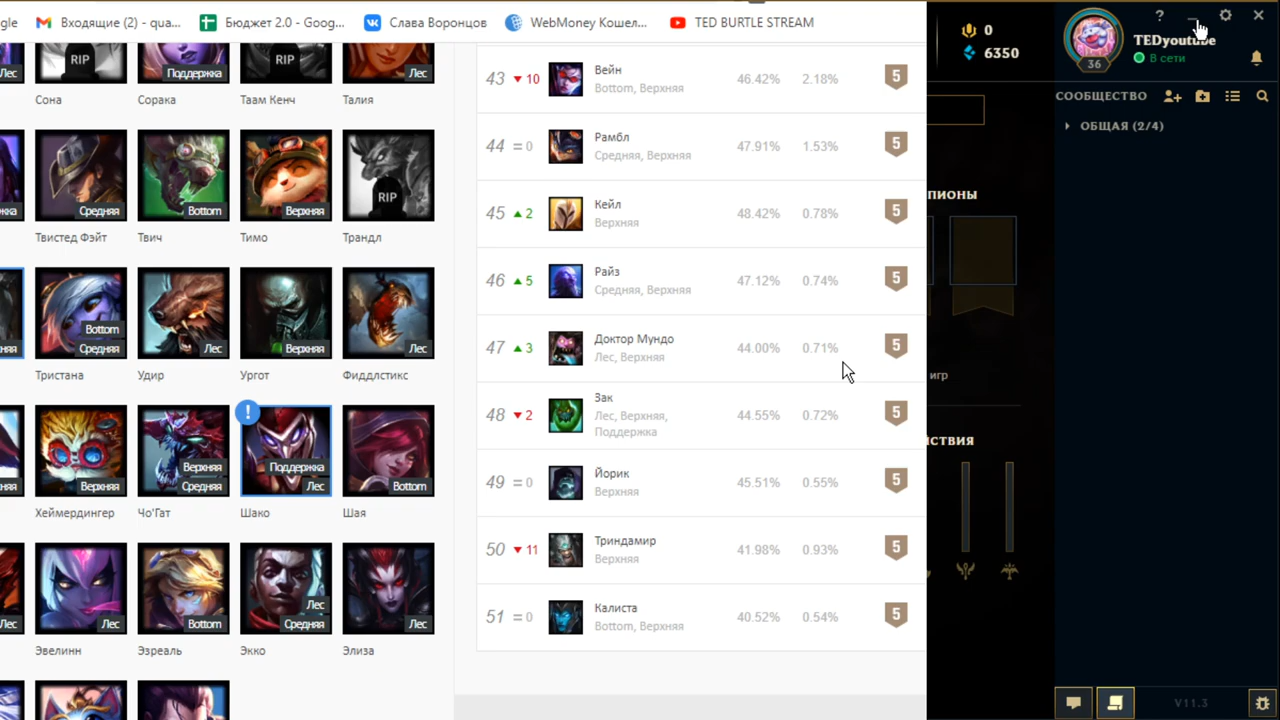 gle
Входящие (2) - qua...
Бюджет 2.0 - Goog...
Слава Воронцов
WebMoney Кошел...
TED BURTLE STREAM
Лес
RIP
Поддержка
RIP
Лес
Сона
Сорака
Таам Кенч
Талия
жка
Средняя
Bottom
Верхняя
RIP
Твистед Фэйт
Твич
Тимо
Трандл
няя
Bottom
Средняя
Лес
Верхняя
Лес
Тристана
Удир
Ургот
Фиддлстикс
няя
Верхняя
Верхняя
Средняя
!
Поддержка
Лес
Bottom
Хеймердингер
Чо'Гат
Шако
Шая
Лес
Лес
Bottom
Лес
Средняя
Лес
Эвелинн
Эзреаль
Экко
Элиза
43 ▼ 10 Вейн 46.42% 2.18% 5
Bottom, Верхняя
44 = 0 Рамбл 47.91% 1.53% 5
Средняя, Верхняя
45 ▲ 2 Кейл 48.42% 0.78% 5
Верхняя
46 ▲ 5 Райз 47.12% 0.74% 5
Средняя, Верхняя
47 ▲ 3 Доктор Мундо 44.00% 0.71% 5
Лес, Верхняя
48 ▼ 2 Зак 44.55% 0.72% 5
Лес, Верхняя,
Поддержка
49 = 0 Йорик 45.51% 0.55% 5
Верхняя
50 ▼ 11 Триндамир 41.98% 0.93% 5
Верхняя
51 = 0 Калиста 40.52% 0.54% 5
Bottom, Верхняя
0
6350
?
TEDyoutube
36
В сети
СООБЩЕСТВО
ОБЩАЯ (2/4)
ПИОНЫ
игр
ЙСТВИЯ
V11.3